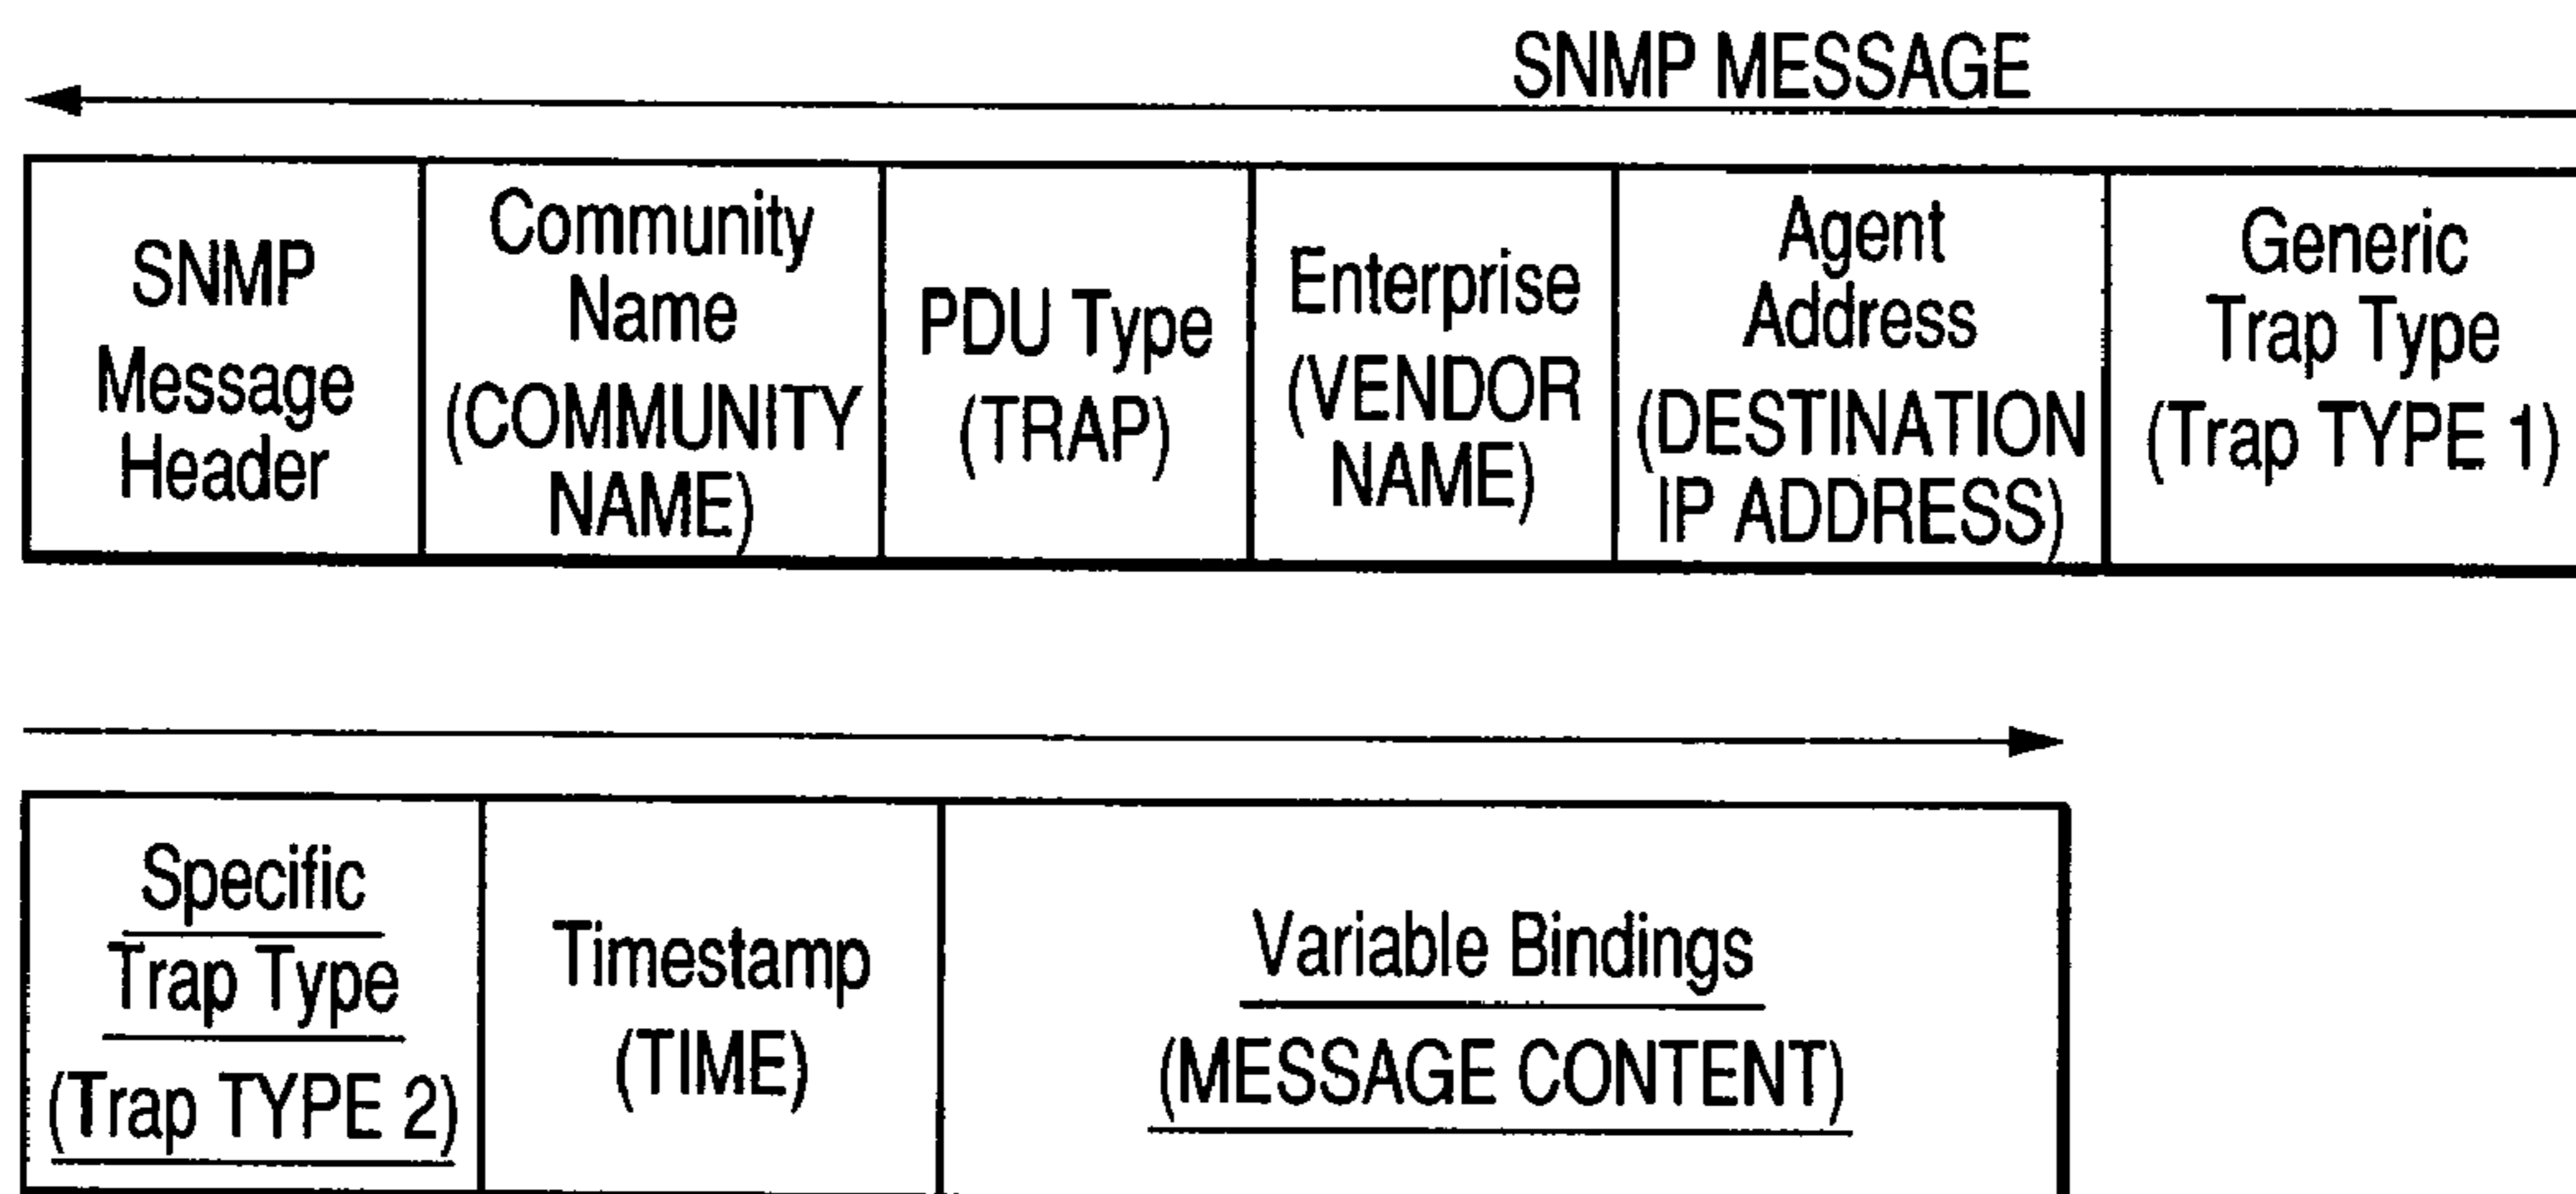 SNMP MESSAGE
SNMP
Message
Header
Community
Name
(COMMUNITY
NAME)
PDU Type
(TRAP)
Enterprise
(VENDOR
NAME)
Agent
Address
(DESTINATION
IP ADDRESS)
Generic
Trap Type
(Trap TYPE 1)
Specific
Trap Type
(Trap TYPE 2)
Timestamp
(TIME)
Variable Bindings
(MESSAGE CONTENT)